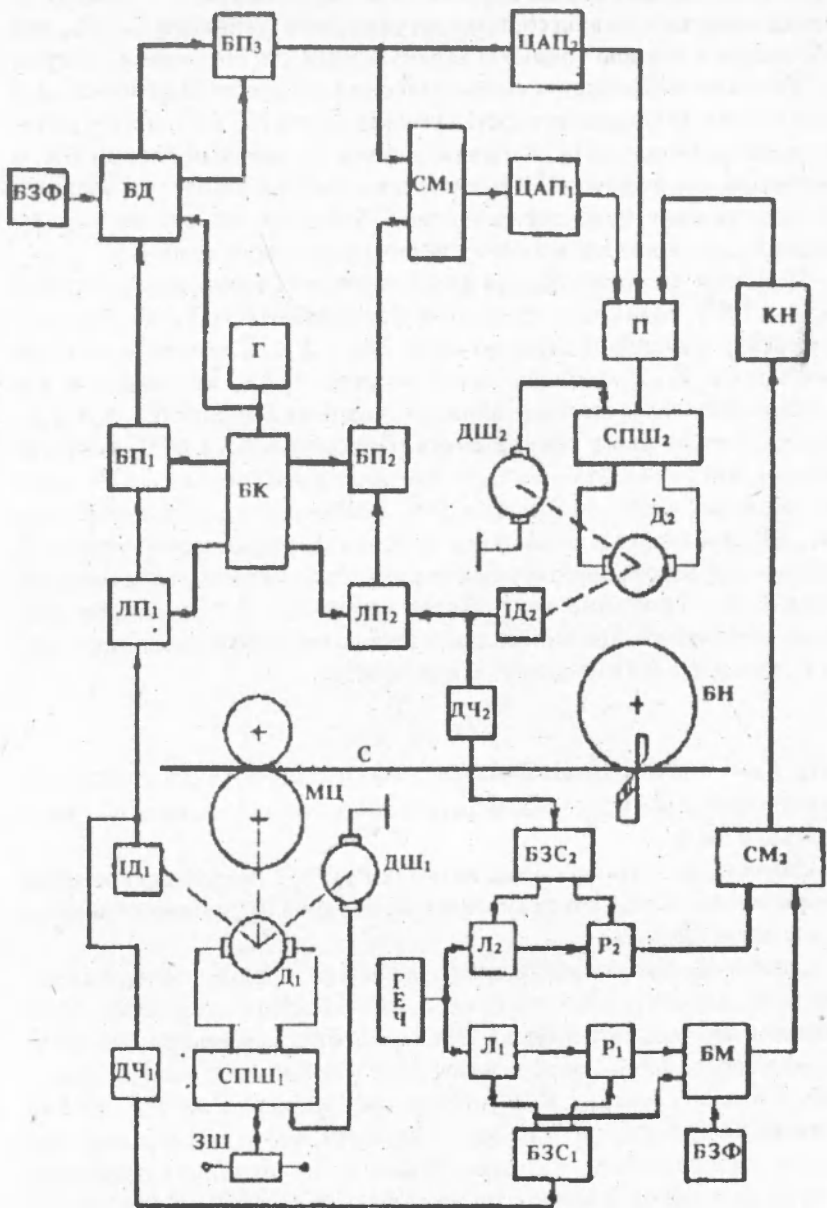 БП₃ ЦАП₂
БЗФ БД СМ₁ ЦАП₁
Г П КН
БП₁ БК БП₂ ДШ₂ СПШ₂
Д₂
ЛП₁ ЛП₂ ІД₂
ДЧ₂ БН
С
МЦ
ІД₁ ДШ₁ БЗС₂ СМ₂
Д₁ Л₂ Р₂
ГЕЧ
Л₁ Р₁ БМ
ДЧ₁ СПШ₁
ЗШ БЗС₁ БЗФ